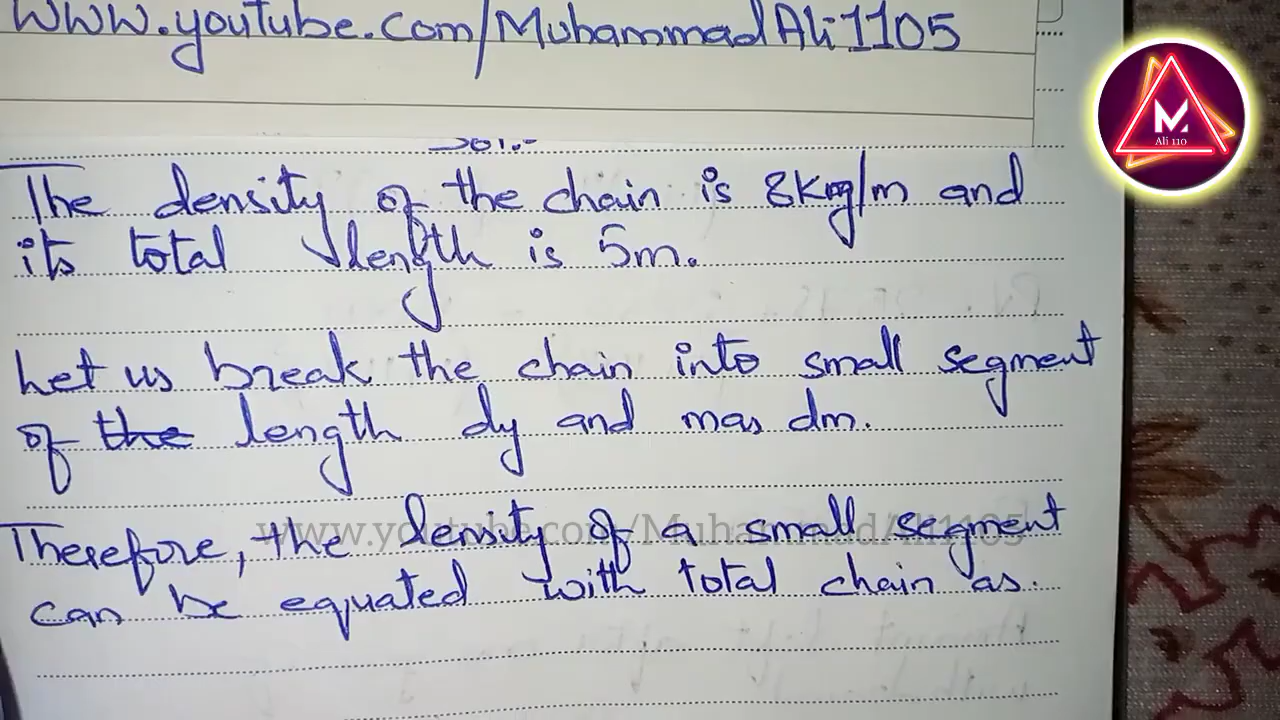 www.youtube.com/MuhammadAli1105
M
Ali 110
The density of the chain is 8Kg/m and
its total length is 5m.
Let us break the chain into small segment
of the length dy and mas dm.
www.youtube.com/MuhammadAli1105
Therefore, the density of a small segment
can be equated with total chain as.